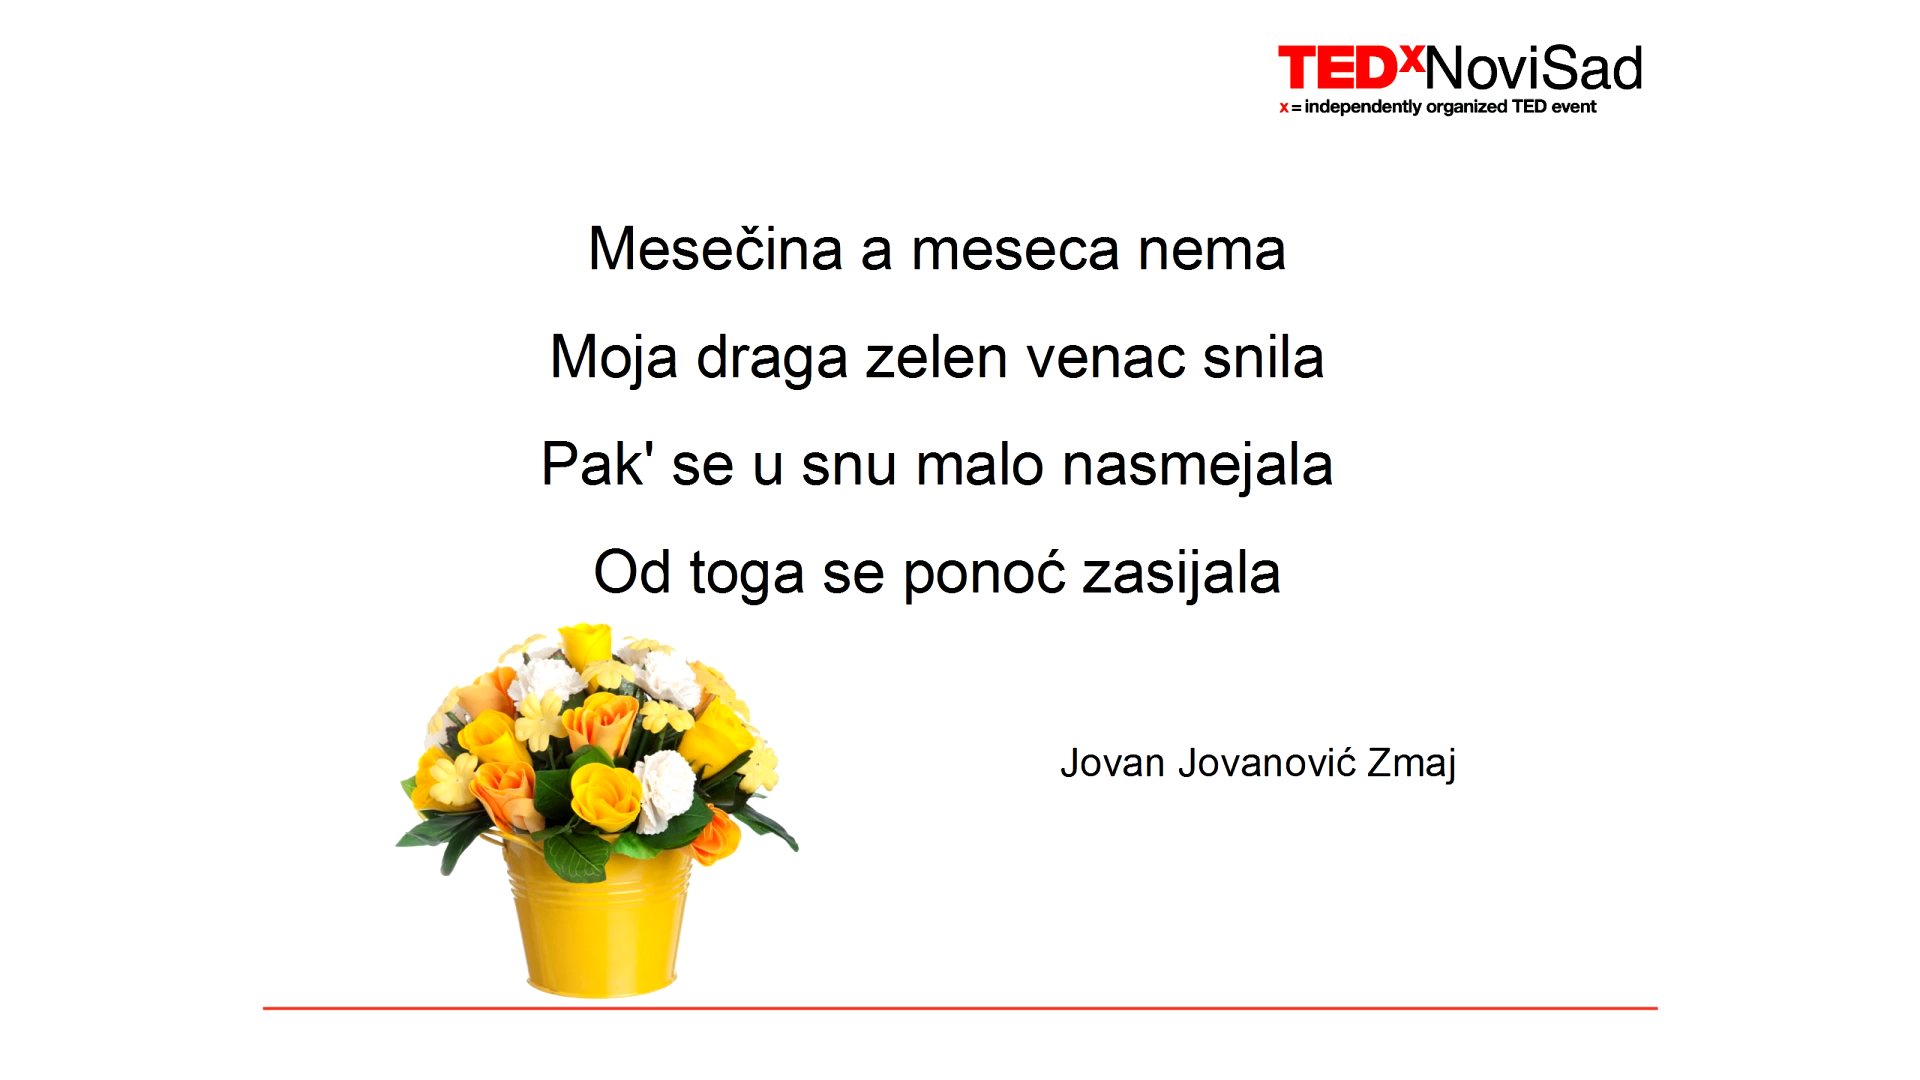 TEDxNoviSad
x = independently organized TED event
Mesečina a meseca nema
Moja draga zelen venac snila
Pak' se u snu malo nasmejala
Od toga se ponoć zasijala
Jovan Jovanović Zmaj